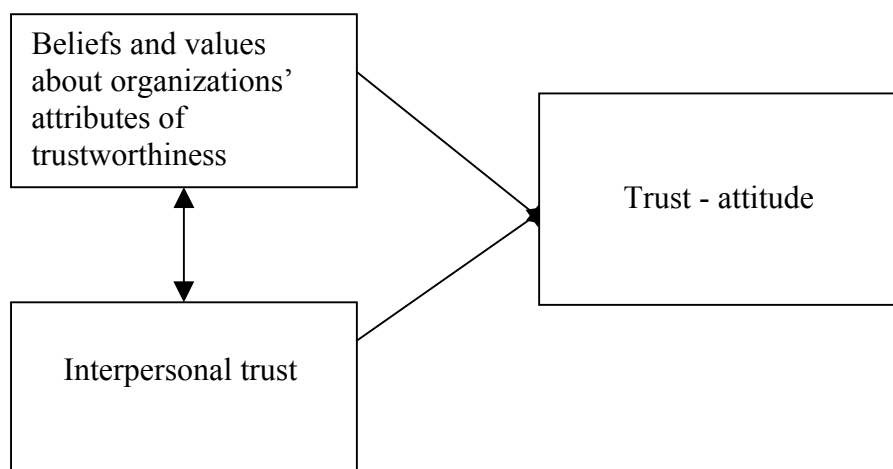 Beliefs and values
about organizations’
attributes of
trustworthiness
Trust - attitude
Interpersonal trust